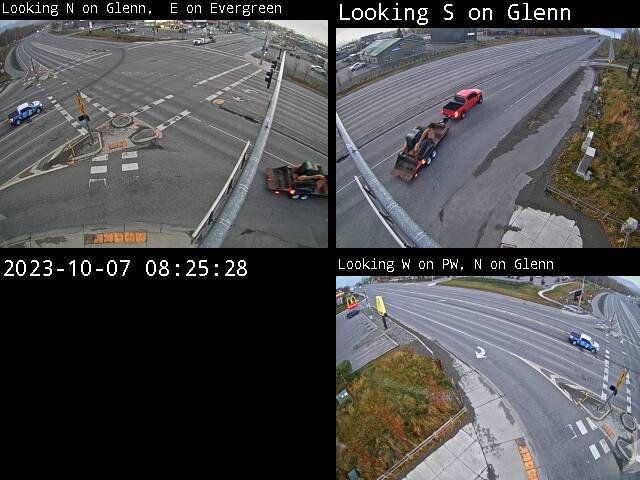 Looking N on Glenn,  E on Evergreen
Looking S on Glenn
2023-10-07 08:25:28
Looking W on PW, N on Glenn